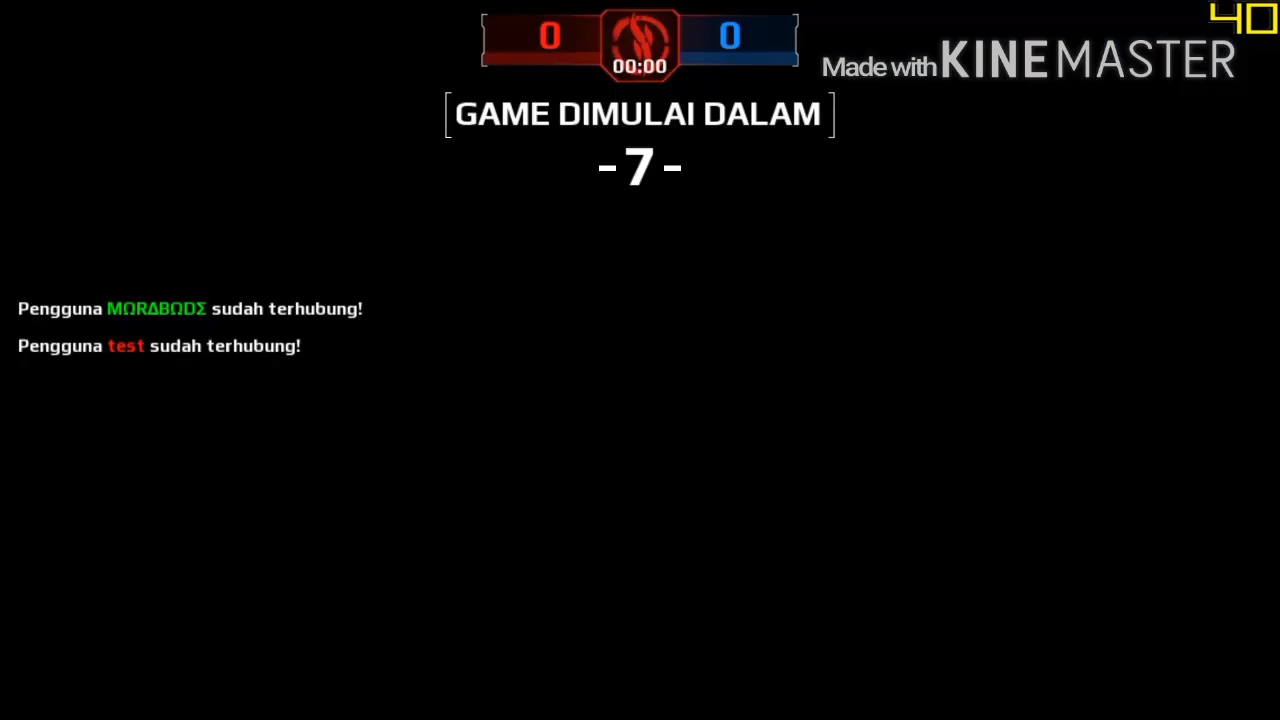 0
0
40
00:00
Made with KINEMASTER
GAME DIMULAI DALAM
-7-
Pengguna MΩRΔBΩDΣ sudah terhubung!
Pengguna test sudah terhubung!